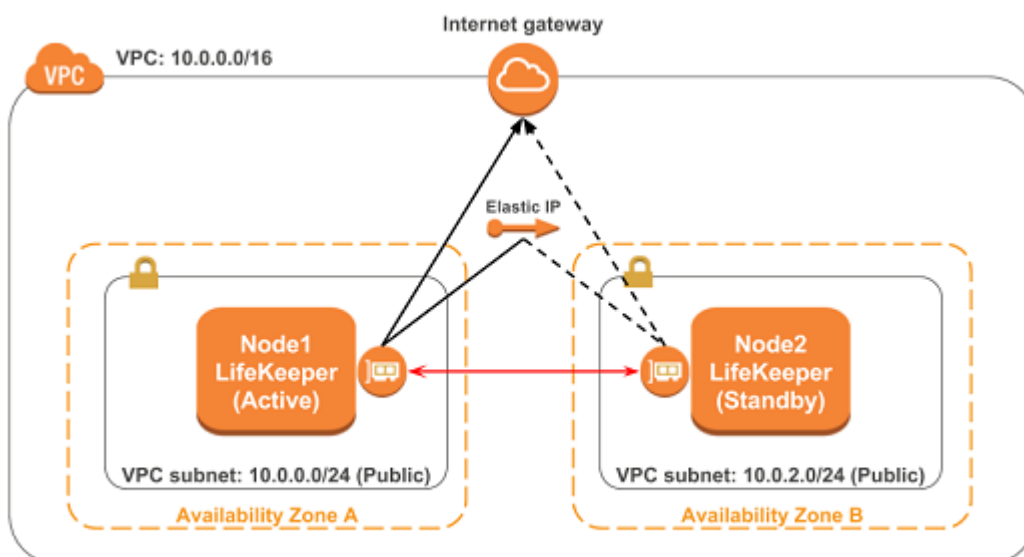 Internet gateway
VPC
VPC: 10.0.0.0/16
Elastic IP
Node1
LifeKeeper
(Active)
Node2
LifeKeeper
(Standby)
VPC subnet: 10.0.0.0/24 (Public)
VPC subnet: 10.0.2.0/24 (Public)
Availability Zone A
Availability Zone B